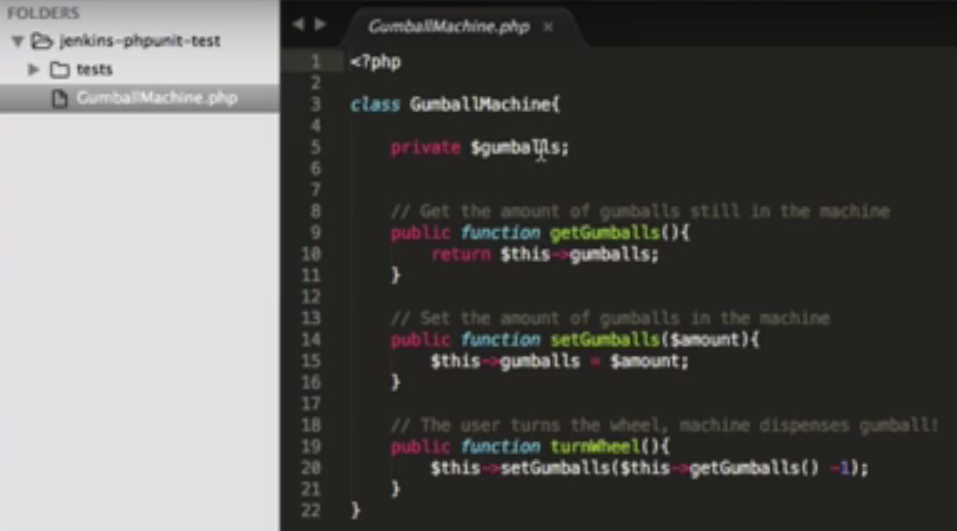 FOLDERS
jenkins-phpunit-test
tests
GumballMachine.php
GumballMachine.php ×
1 <?php
2
3 class GumballMachine{
4
5 private $gumballs;
6
7
8 // Get the amount of gumballs still in the machine
9 public function getGumballs(){
10 return $this->gumballs;
11 }
12
13 // Set the amount of gumballs in the machine
14 public function setGumballs($amount){
15 $this->gumballs = $amount;
16 }
17
18 // The user turns the wheel, machine dispenses gumball!
19 public function turnWheel(){
20 $this->setGumballs($this->getGumballs() -1);
21 }
22 }